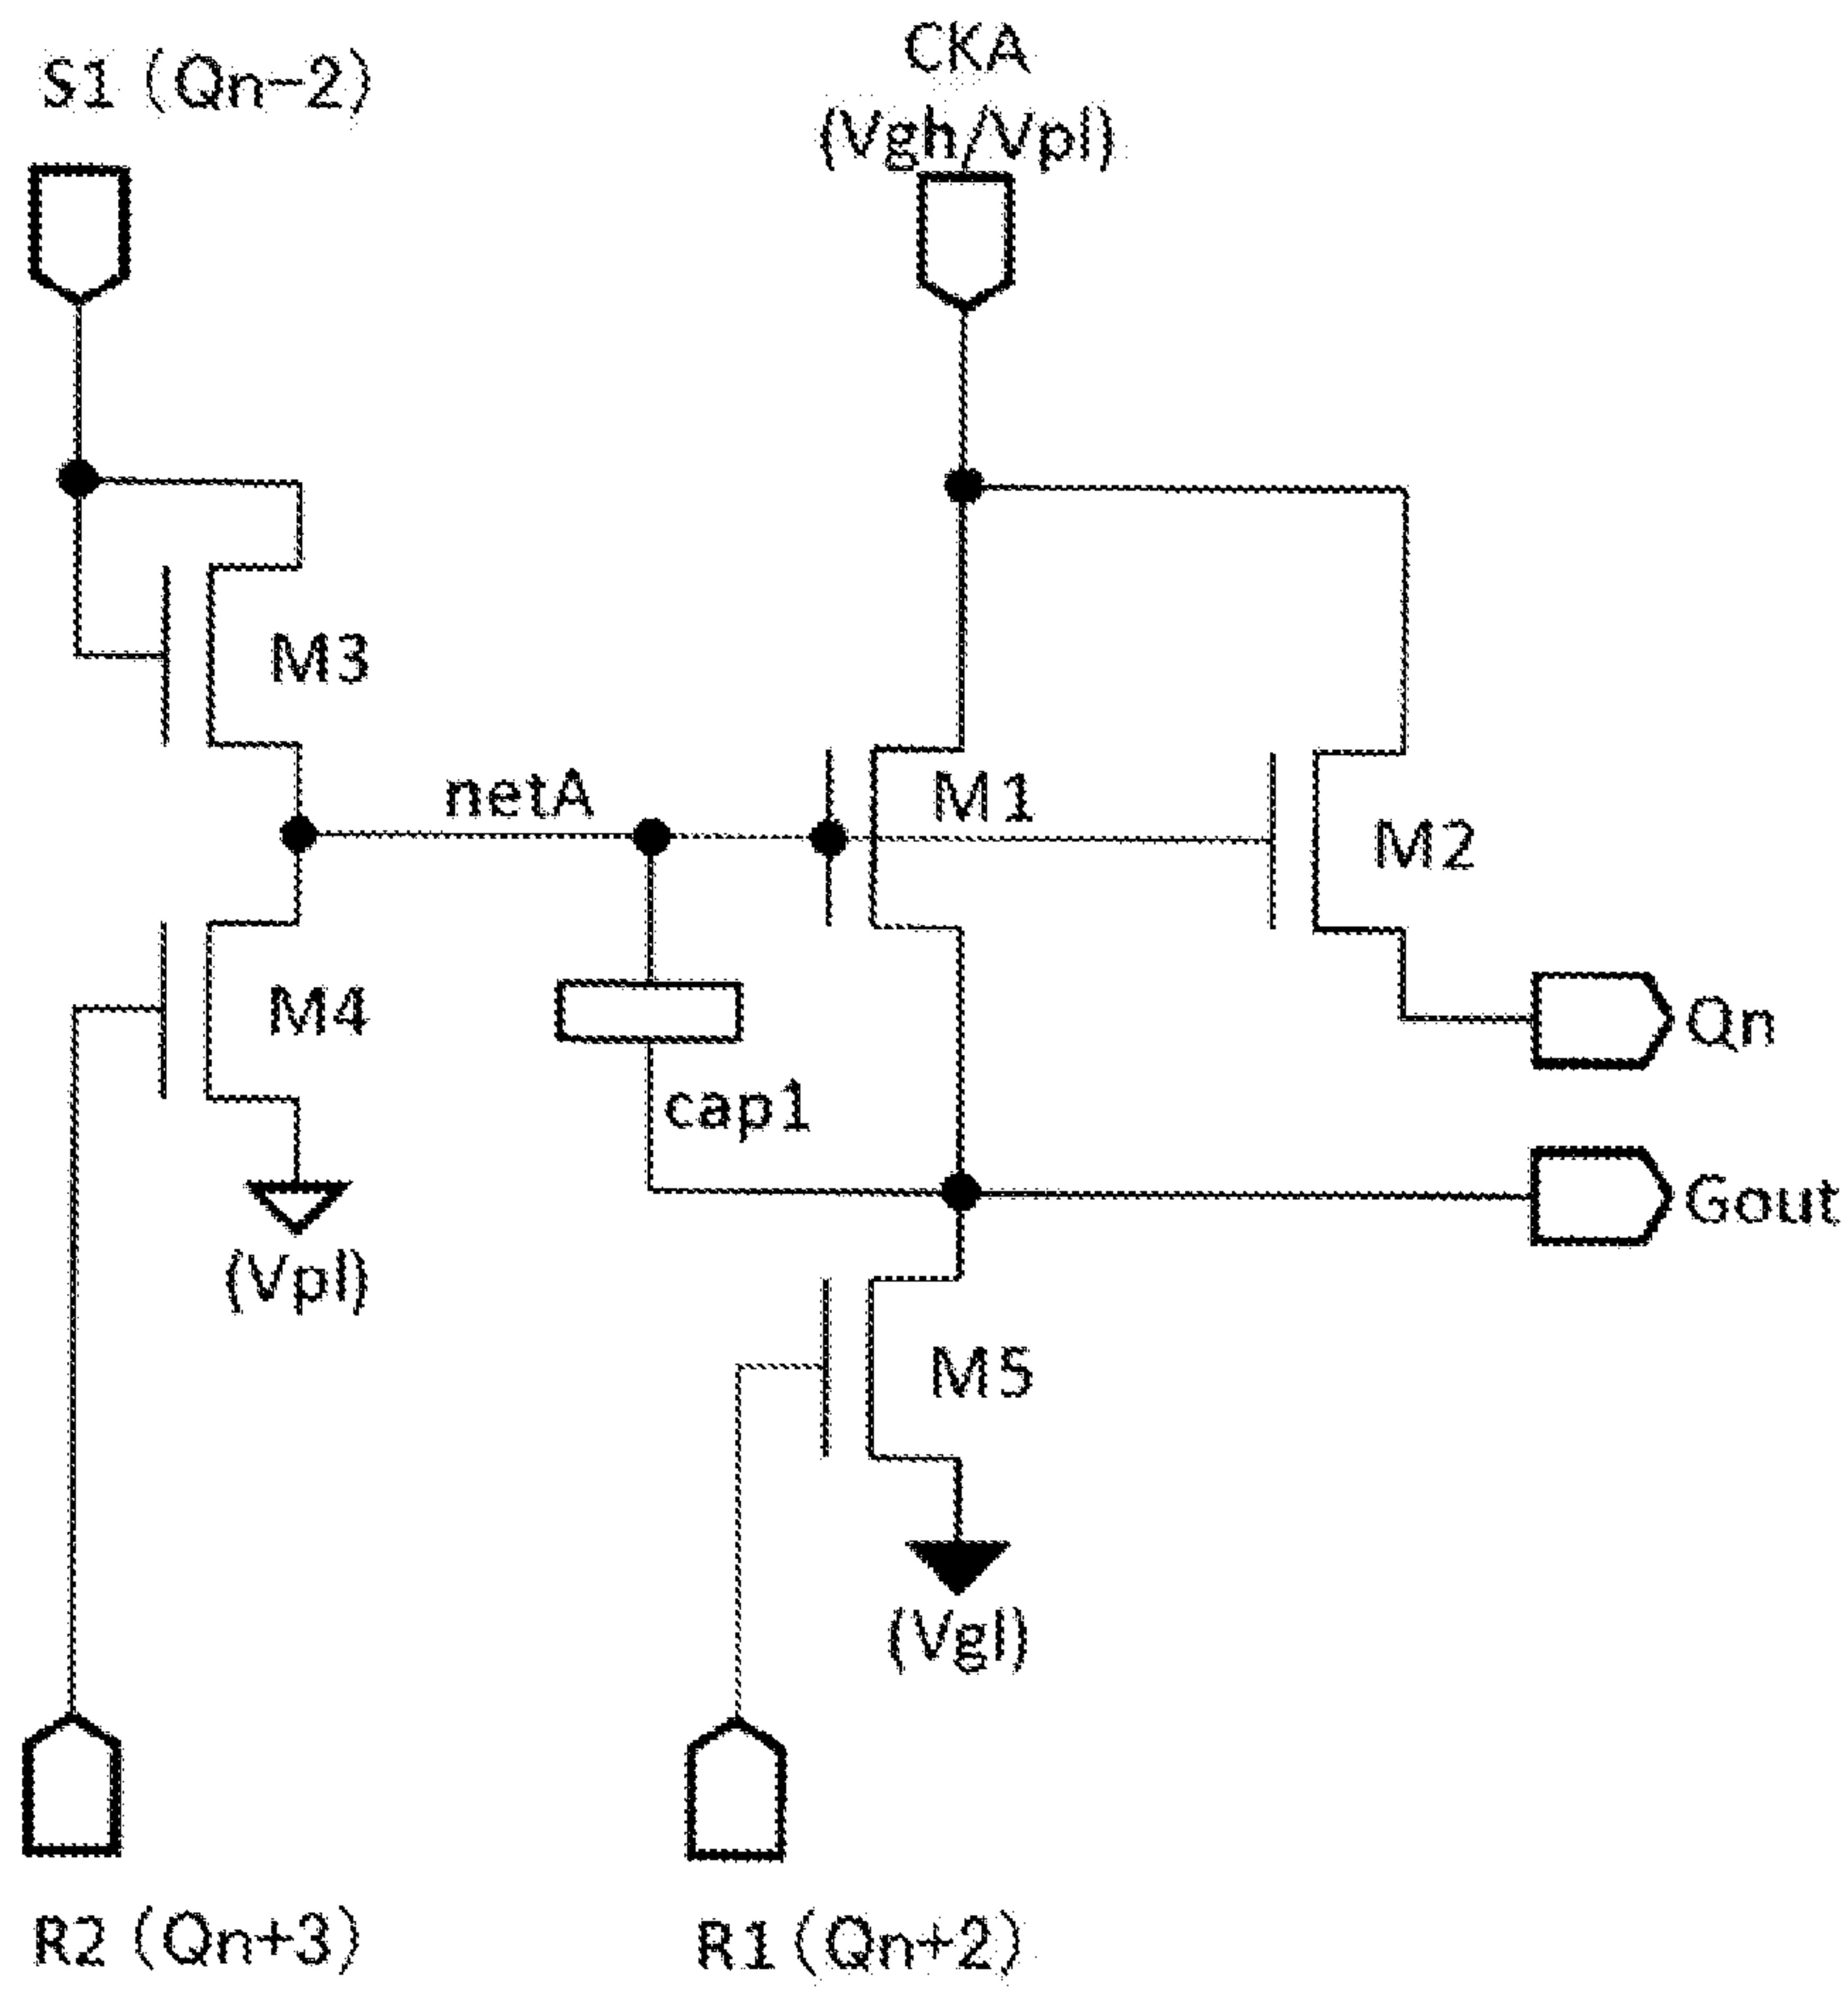 S1 (Qn-2)
CKA
(Vgh/Vpl)
M3
netA
M1
M2
M4
Qn
cap1
Gout
(Vpl)
M5
(Vgl)
R2 (Qn+3)
R1 (Qn+2)